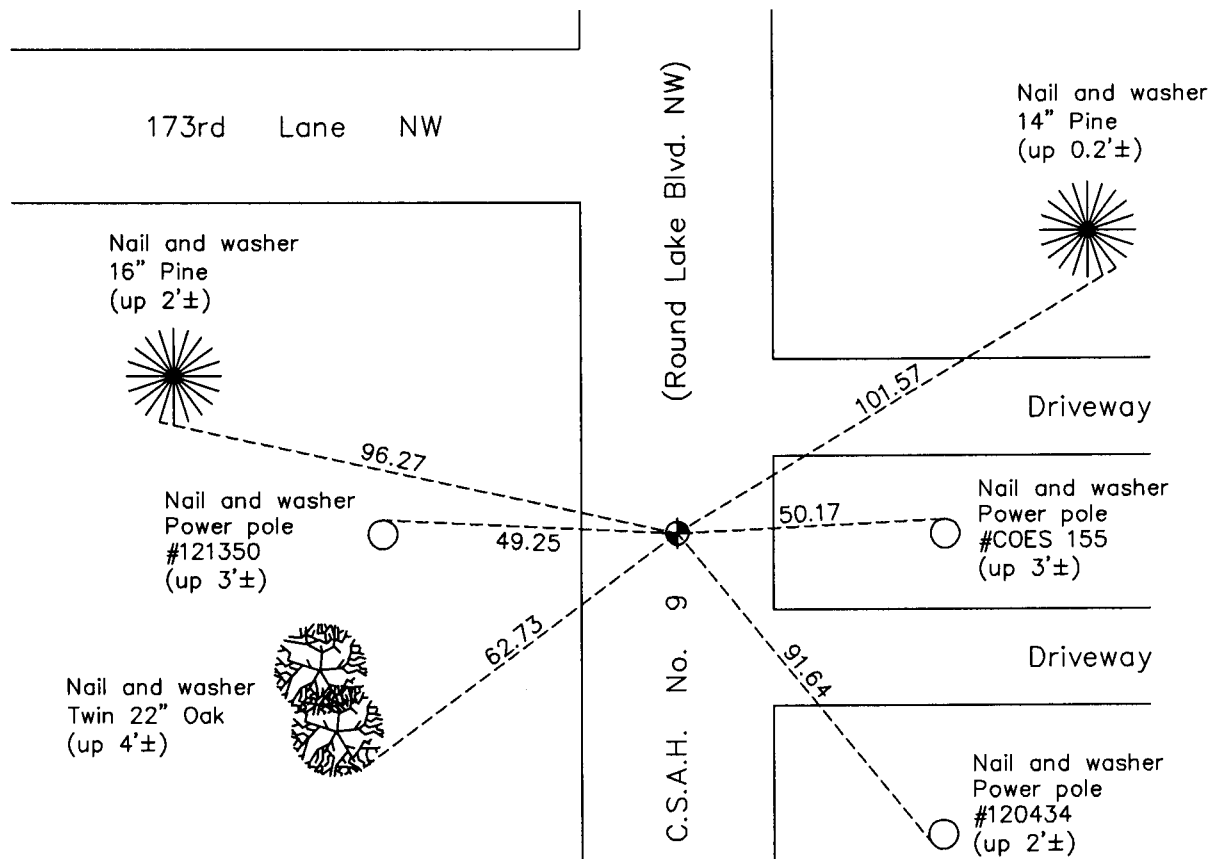 173rd Lane NW
(Round Lake Blvd. NW)
Nail and washer
14" Pine
(up 0.2'±)
Nail and washer
16" Pine
(up 2'±)
101.57
Driveway
96.27
Nail and washer
Power pole
#121350
(up 3'±)
49.25
50.17
Nail and washer
Power pole
#COES 155
(up 3'±)
62.73
91.64
Driveway
Nail and washer
Twin 22" Oak
(up 4'±)
C.S.A.H. No. 9
Nail and washer
Power pole
#120434
(up 2'±)